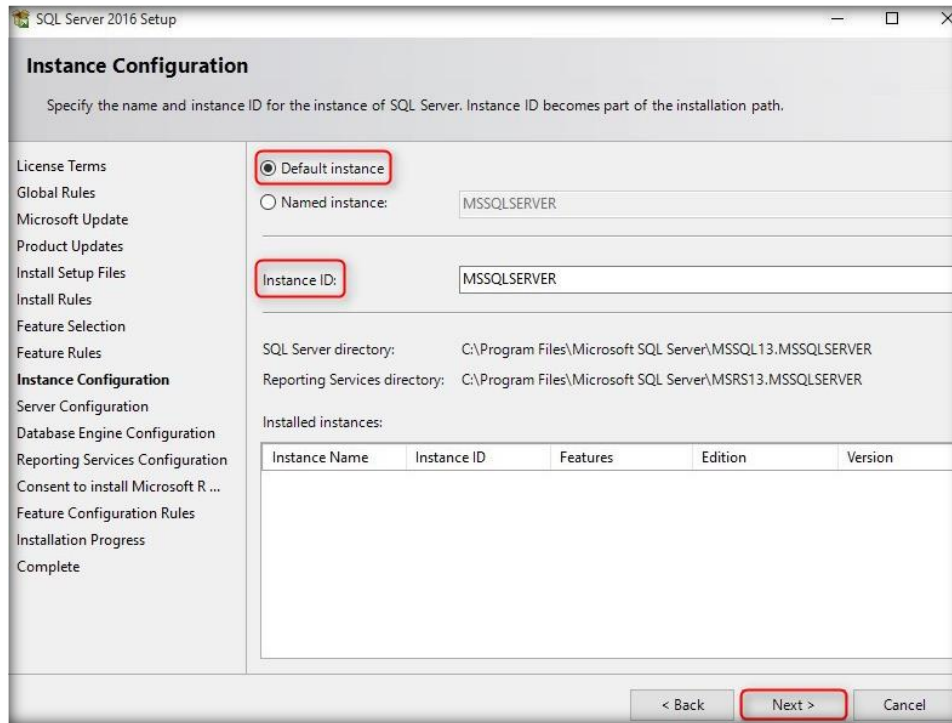 SQL Server 2016 Setup
Instance Configuration
Specify the name and instance ID for the instance of SQL Server. Instance ID becomes part of the installation path.
License Terms
Global Rules
Microsoft Update
Product Updates
Install Setup Files
Install Rules
Feature Selection
Feature Rules
Instance Configuration
Server Configuration
Database Engine Configuration
Reporting Services Configuration
Consent to install Microsoft R ...
Feature Configuration Rules
Installation Progress
Complete
Default instance
Named instance: MSSQLSERVER
Instance ID: MSSQLSERVER
SQL Server directory: C:\Program Files\Microsoft SQL Server\MSSQL13.MSSQLSERVER
Reporting Services directory: C:\Program Files\Microsoft SQL Server\MSRS13.MSSQLSERVER
Installed instances:
Instance Name Instance ID Features Edition Version
< Back Next > Cancel